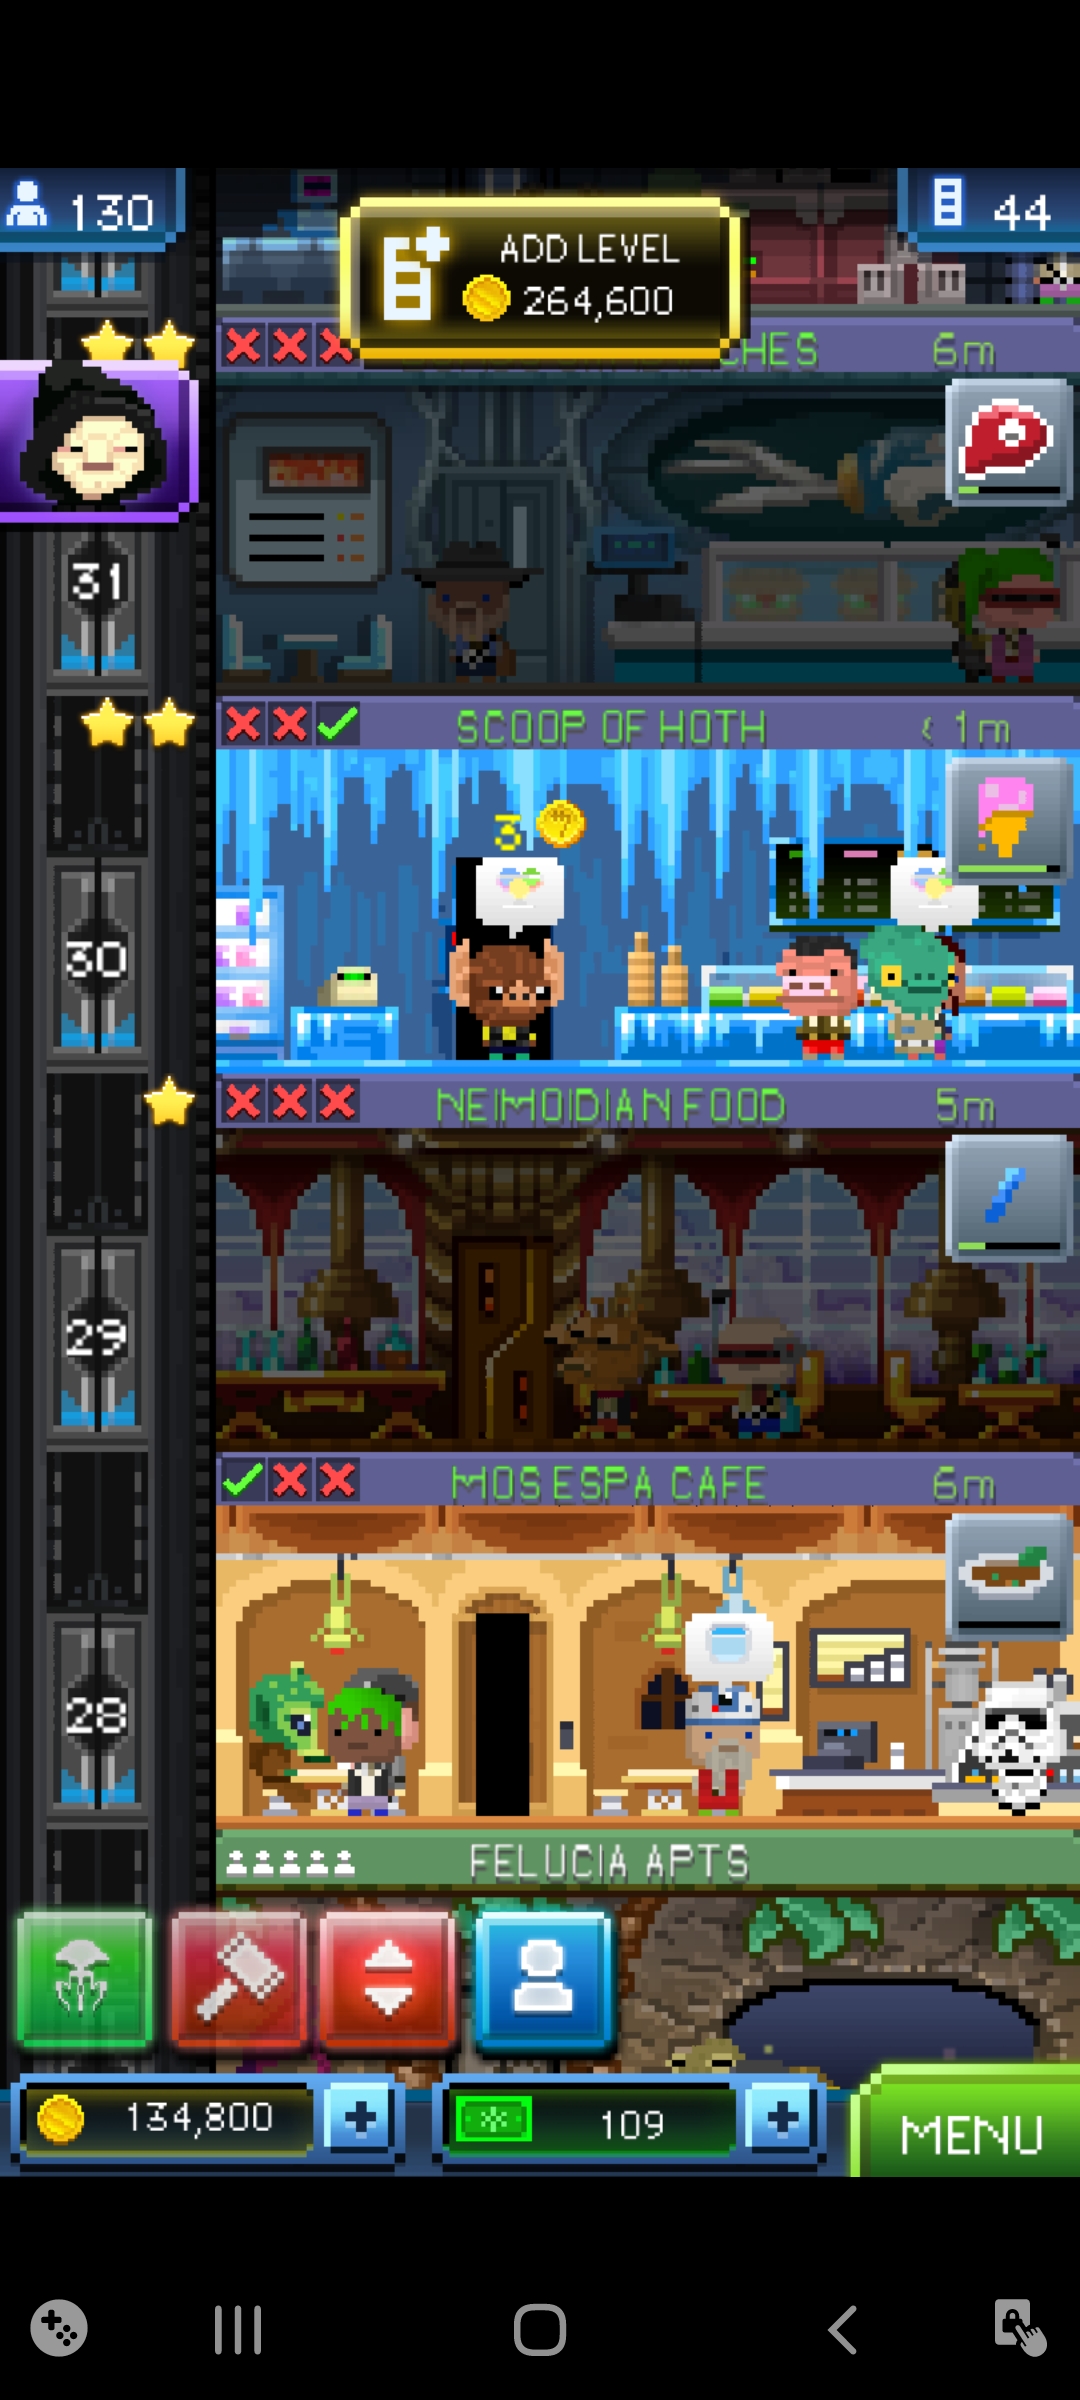 130
ADD LEVEL
264,600
44
CHES 6m
31
SCOOP OF HOTH < 1m
3
30
NEIMOIDIAN FOOD 5m
29
MOS ESPA CAFE 6m
28
FELUCIA APTS
134,800
109
MENU